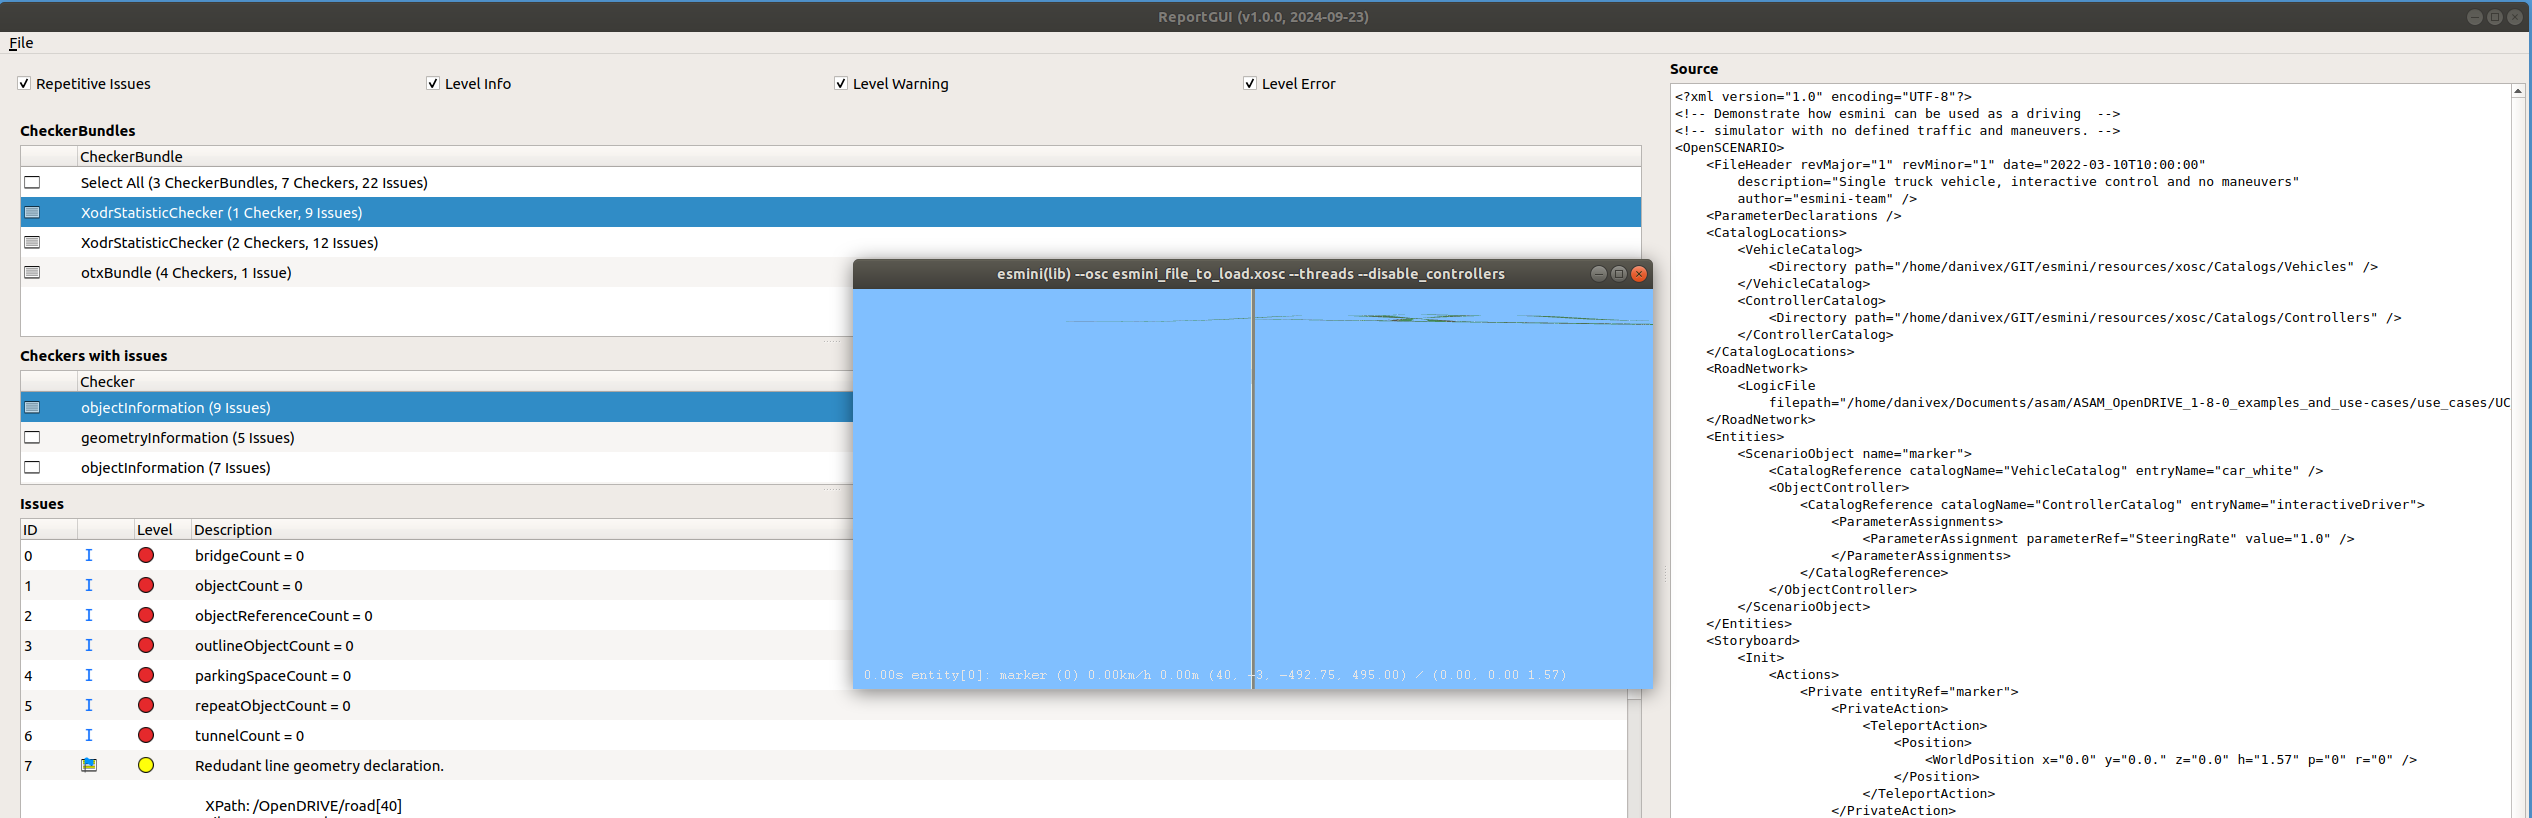 ReportGUI (v1.0.0, 2024-09-23)
File
Repetitive Issues
Level Info
Level Warning
Level Error
CheckerBundles
CheckerBundle
Select All (3 CheckerBundles, 7 Checkers, 22 Issues)
XodrStatisticChecker (1 Checker, 9 Issues)
XodrStatisticChecker (2 Checkers, 12 Issues)
otxBundle (4 Checkers, 1 Issue)
Checkers with issues
Checker
objectInformation (9 Issues)
geometryInformation (5 Issues)
objectInformation (7 Issues)
Issues
ID Level Description
0 I bridgeCount = 0
1 I objectCount = 0
2 I objectReferenceCount = 0
3 I outlineObjectCount = 0
4 I parkingSpaceCount = 0
5 I repeatObjectCount = 0
6 I tunnelCount = 0
7 Redudant line geometry declaration.
XPath: /OpenDRIVE/road[40]
esmini(lib) --osc esmini_file_to_load.xosc --threads --disable_controllers
0.00s entity[0]: marker (0) 0.00km/h 0.00m (40, -3, -492.75, 495.00) / (0.00, 0.00 1.57)
Source
<?xml version="1.0" encoding="UTF-8"?>
<!-- Demonstrate how esmini can be used as a driving  -->
<!-- simulator with no defined traffic and maneuvers. -->
<OpenSCENARIO>
<FileHeader revMajor="1" revMinor="1" date="2022-03-10T10:00:00"
description="Single truck vehicle, interactive control and no maneuvers"
author="esmini-team" />
<ParameterDeclarations />
<CatalogLocations>
<VehicleCatalog>
<Directory path="/home/danivex/GIT/esmini/resources/xosc/Catalogs/Vehicles" />
</VehicleCatalog>
<ControllerCatalog>
<Directory path="/home/danivex/GIT/esmini/resources/xosc/Catalogs/Controllers" />
</ControllerCatalog>
</CatalogLocations>
<RoadNetwork>
<LogicFile
filepath="/home/danivex/Documents/asam/ASAM_OpenDRIVE_1-8-0_examples_and_use-cases/use_cases/UC
</RoadNetwork>
<Entities>
<ScenarioObject name="marker">
<CatalogReference catalogName="VehicleCatalog" entryName="car_white" />
<ObjectController>
<CatalogReference catalogName="ControllerCatalog" entryName="interactiveDriver">
<ParameterAssignments>
<ParameterAssignment parameterRef="SteeringRate" value="1.0" />
</ParameterAssignments>
</CatalogReference>
</ObjectController>
</ScenarioObject>
</Entities>
<Storyboard>
<Init>
<Actions>
<Private entityRef="marker">
<PrivateAction>
<TeleportAction>
<Position>
<WorldPosition x="0.0" y="0.0." z="0.0" h="1.57" p="0" r="0" />
</Position>
</TeleportAction>
</PrivateAction>